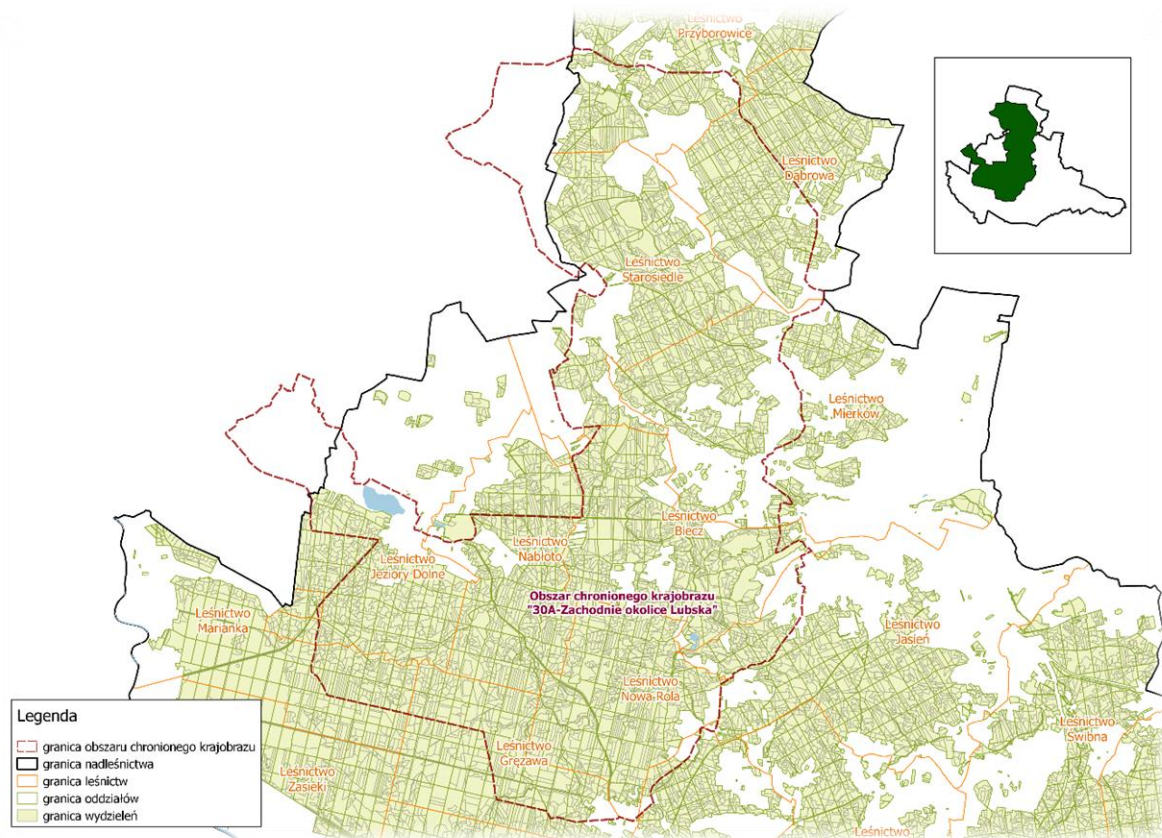 Leśnictwo
Przyborowice
Leśnictwo
Dąbrowa
Leśnictwo
Starosiedle
Leśnictwo
Mierków
Leśnictwo
Biecz
Leśnictwo
Nabłoto
Leśnictwo
Jeziory Dolne
Obszar chronionego krajobrazu
"30A-Zachodnie okolice Lubska"
Leśnictwo
Marianka
Leśnictwo
Jasień
Leśnictwo
Nowa Rola
Leśnictwo
Swibna
Leśnictwo
Gręzawa
Leśnictwo
Zasieki
Leśnictwo
Legenda
granica obszaru chronionego krajobrazu
granica nadleśnictwa
granica leśnictw
granica oddziałów
granica wydzieleń